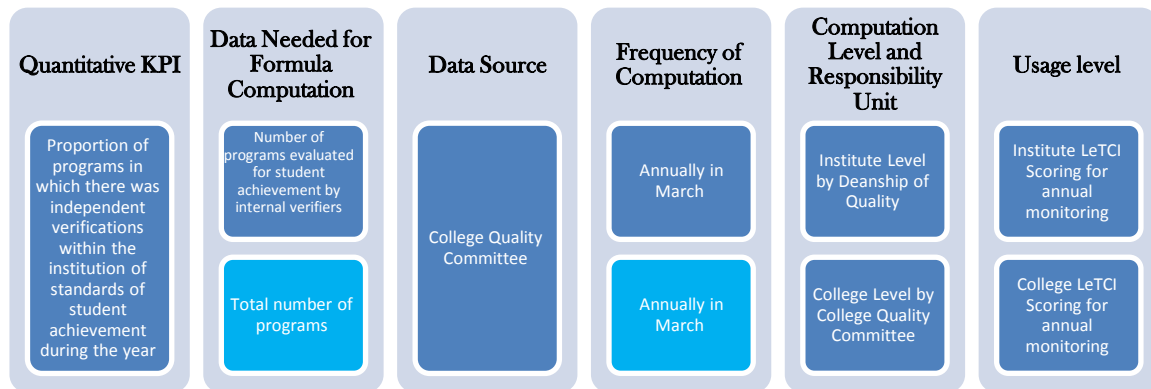 Quantitative KPI
Proportion of
programs in
which there was
independent
verifications
within the
institution of
standards of
student
achievement
during the year
Data Needed for
Formula
Computation
Number of
programs evaluated
for student
achievement by
internal verifiers
Total number of
programs
Data Source
College Quality
Committee
Frequency of
Computation
Annually in
March
Annually in
March
Computation
Level and
Responsibility
Unit
Institute Level
by Deanship of
Quality
College Level by
College Quality
Committee
Usage level
Institute LeTCI
Scoring for
annual
monitoring
College LeTCI
Scoring for
annual
monitoring